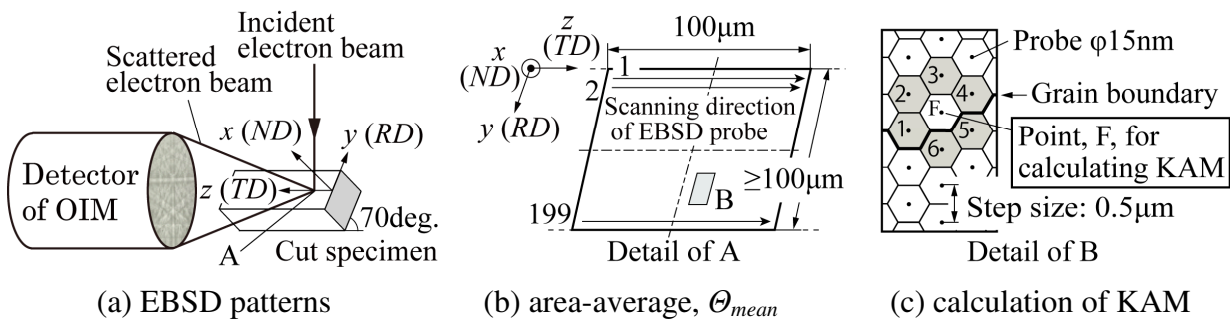 Incident
electron beam
Scattered
electron beam
x (ND)
y (RD)
Detector
of OIM
z (TD)
70deg.
A
Cut specimen
(a) EBSD patterns
z
(TD)
x
(ND)
y (RD)
100μm
1
2
Scanning direction
of EBSD probe
≥100μm
B
199
Detail of A
(b) area-average, Θmean
Probe φ15nm
3
2
4
F
Grain boundary
1
5
6
Point, F, for
calculating KAM
Step size: 0.5μm
Detail of B
(c) calculation of KAM